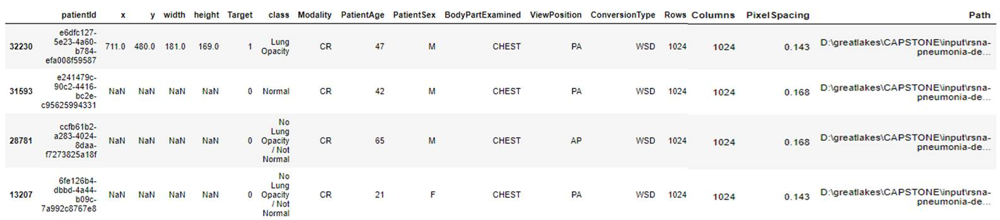 patientId x y width height Target class Modality PatientAge PatientSex BodyPartExamined ViewPosition ConversionType Rows Columns PixelSpacing Path
e6dfc127-
5e23-4a60-
b784-
efa008f59587
32230 711.0 480.0 181.0 169.0 1 Lung
Opacity
CR 47 M CHEST PA WSD 1024 1024 0.143 D:\greatlakes\CAPSTONE\input\rsna-
pneumonia-de...
e241479c-
90c2-4416-
bc2e-
c95625994331
31593 NaN NaN NaN NaN 0 Normal CR 42 M CHEST PA WSD 1024 1024 0.168 D:\greatlakes\CAPSTONE\input\rsna-
pneumonia-de...
ccfb61b2-
a283-4024-
8daa-
f7273825a18f
28781 NaN NaN NaN NaN 0 No
Lung
Opacity
/ Not
Normal
CR 65 M CHEST AP WSD 1024 1024 0.168 D:\greatlakes\CAPSTONE\input\rsna-
pneumonia-de...
6fe126b4-
dbbd-4a44-
b09c-
7a992c8767e8
13207 NaN NaN NaN NaN 0 No
Lung
Opacity
/ Not
Normal
CR 21 F CHEST PA WSD 1024 1024 0.143 D:\greatlakes\CAPSTONE\input\rsna-
pneumonia-de...